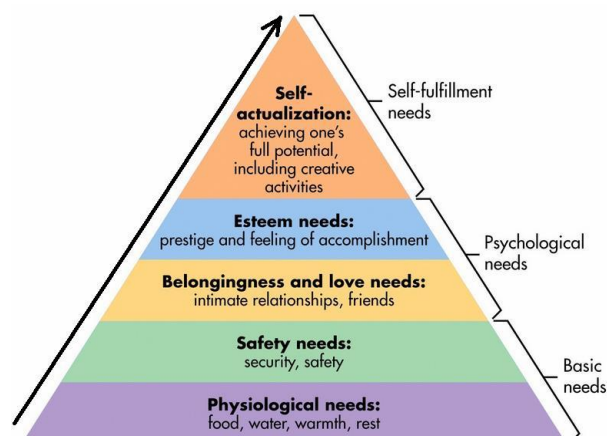 Self-
actualization:
achieving one's
full potential,
including creative
activities
Self-fulfillment
needs
Esteem needs:
prestige and feeling of accomplishment
Psychological
needs
Belongingness and love needs:
intimate relationships, friends
Safety needs:
security, safety
Basic
needs
Physiological needs:
food, water, warmth, rest